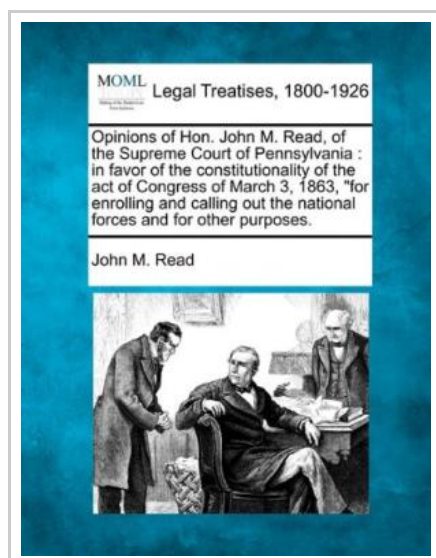 MOML
Legal Treatises, 1800-1926
Opinions of Hon. John M. Read, of
the Supreme Court of Pennsylvania :
in favor of the constitutionality of the
act of Congress of March 3, 1863, "for
enrolling and calling out the national
forces and for other purposes.
John M. Read